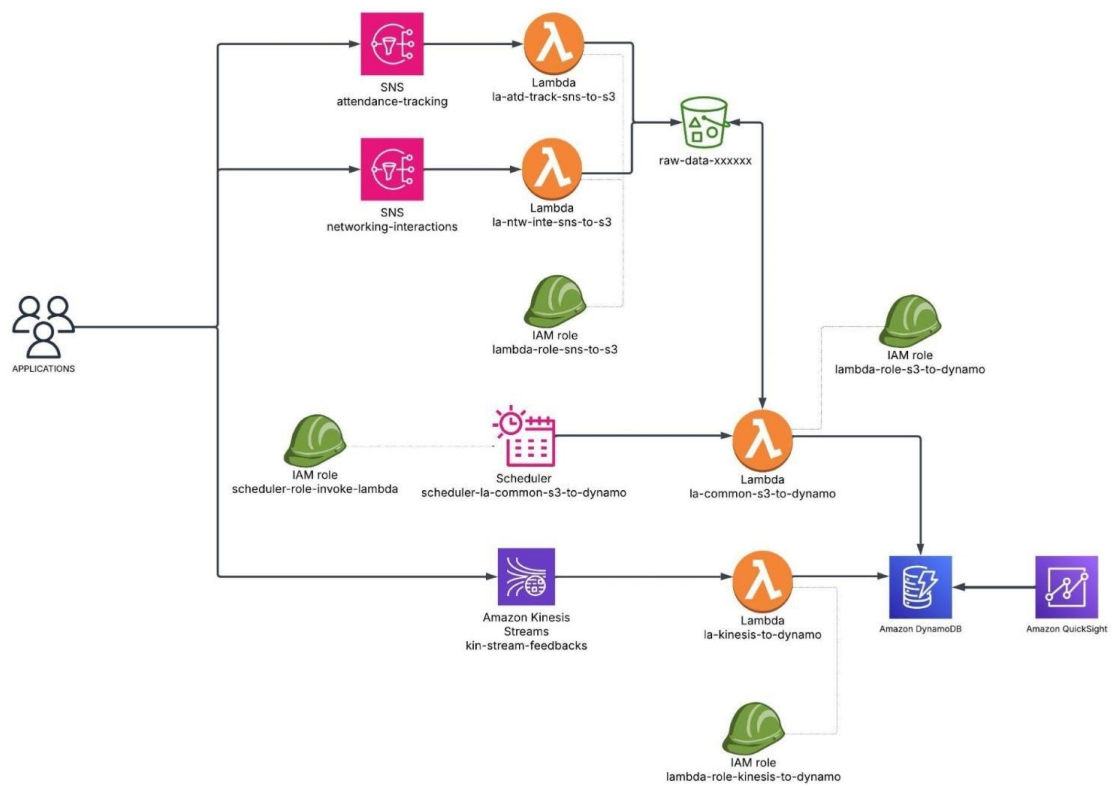 SNS
attendance-tracking
Lambda
la-atd-track-sns-to-s3
raw-data-xxxxxx
SNS
networking-interactions
Lambda
la-ntw-inte-sns-to-s3
IAM role
lambda-role-sns-to-s3
IAM role
lambda-role-s3-to-dynamo
APPLICATIONS
IAM role
scheduler-role-invoke-lambda
Scheduler
scheduler-la-common-s3-to-dynamo
Lambda
la-common-s3-to-dynamo
Amazon Kinesis
Streams
kin-stream-feedbacks
Lambda
la-kinesis-to-dynamo
Amazon DynamoDB
Amazon QuickSight
IAM role
lambda-role-kinesis-to-dynamo